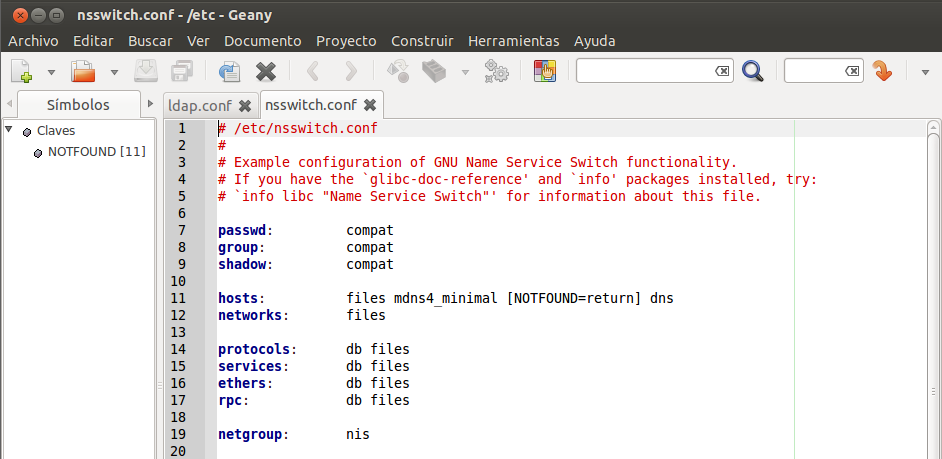 nsswitch.conf - /etc - Geany
Archivo Editar Buscar Ver Documento Proyecto Construir Herramientas Ayuda
Símbolos
ldap.conf nsswitch.conf
Claves
NOTFOUND [11]
1 # /etc/nsswitch.conf
2 #
3 # Example configuration of GNU Name Service Switch functionality.
4 # If you have the `glibc-doc-reference' and `info' packages installed, try:
5 # `info libc "Name Service Switch"' for information about this file.
6
7 passwd: compat
8 group: compat
9 shadow: compat
10
11 hosts: files mdns4_minimal [NOTFOUND=return] dns
12 networks: files
13
14 protocols: db files
15 services: db files
16 ethers: db files
17 rpc: db files
18
19 netgroup: nis
20